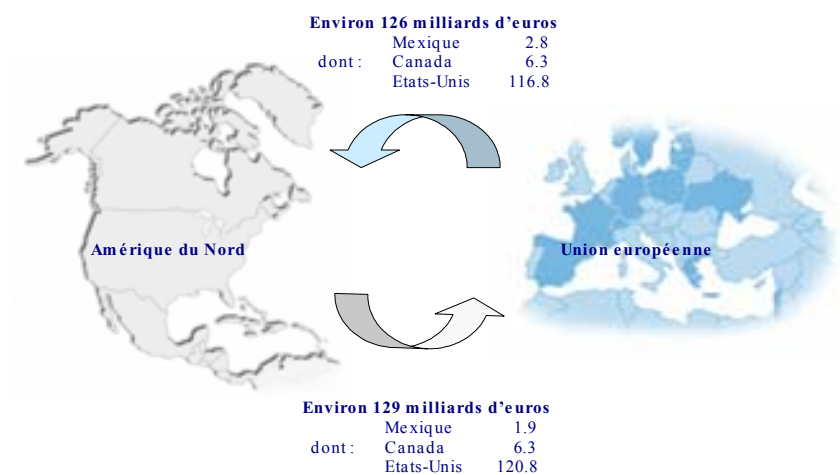 Environ 126 milliards d'euros
Mexique 2.8
dont : Canada 6.3
Etats-Unis 116.8
Amérique du Nord
Union européenne
Environ 129 milliards d'euros
Mexique 1.9
dont : Canada 6.3
Etats-Unis 120.8